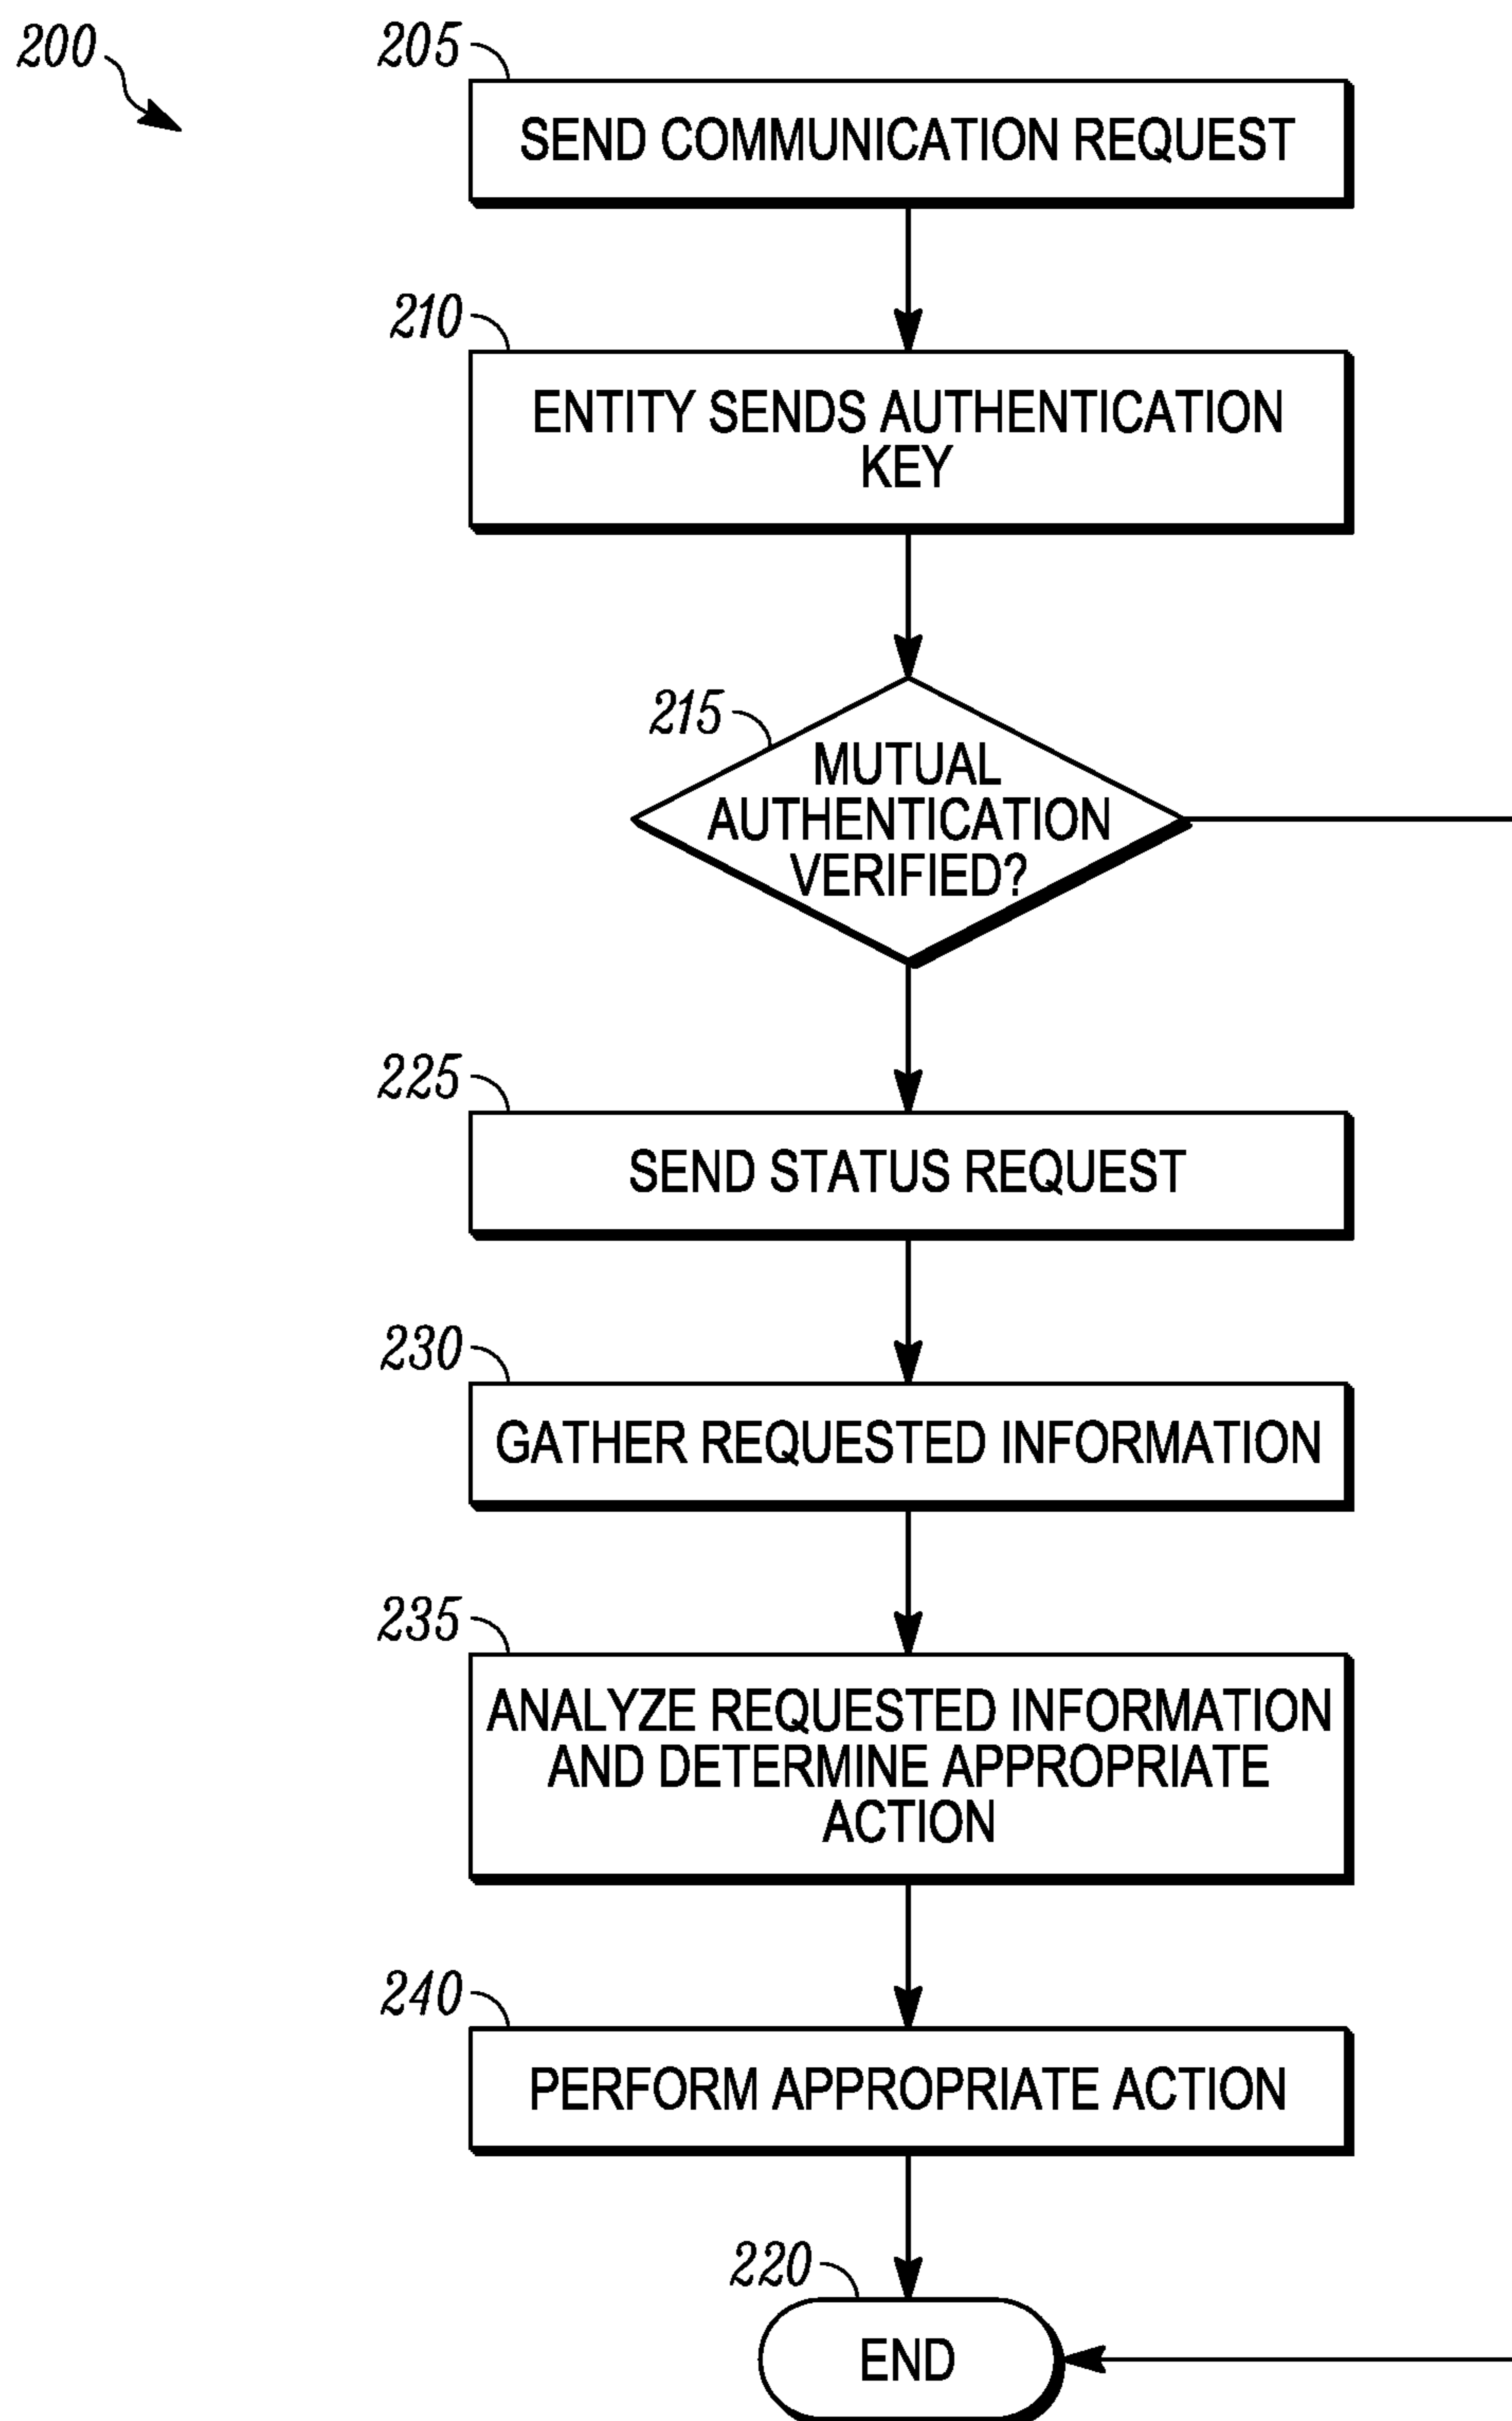 200
205
SEND COMMUNICATION REQUEST
210
ENTITY SENDS AUTHENTICATION
KEY
215
MUTUAL
AUTHENTICATION
VERIFIED?
225
SEND STATUS REQUEST
230
GATHER REQUESTED INFORMATION
235
ANALYZE REQUESTED INFORMATION
AND DETERMINE APPROPRIATE
ACTION
240
PERFORM APPROPRIATE ACTION
220
END